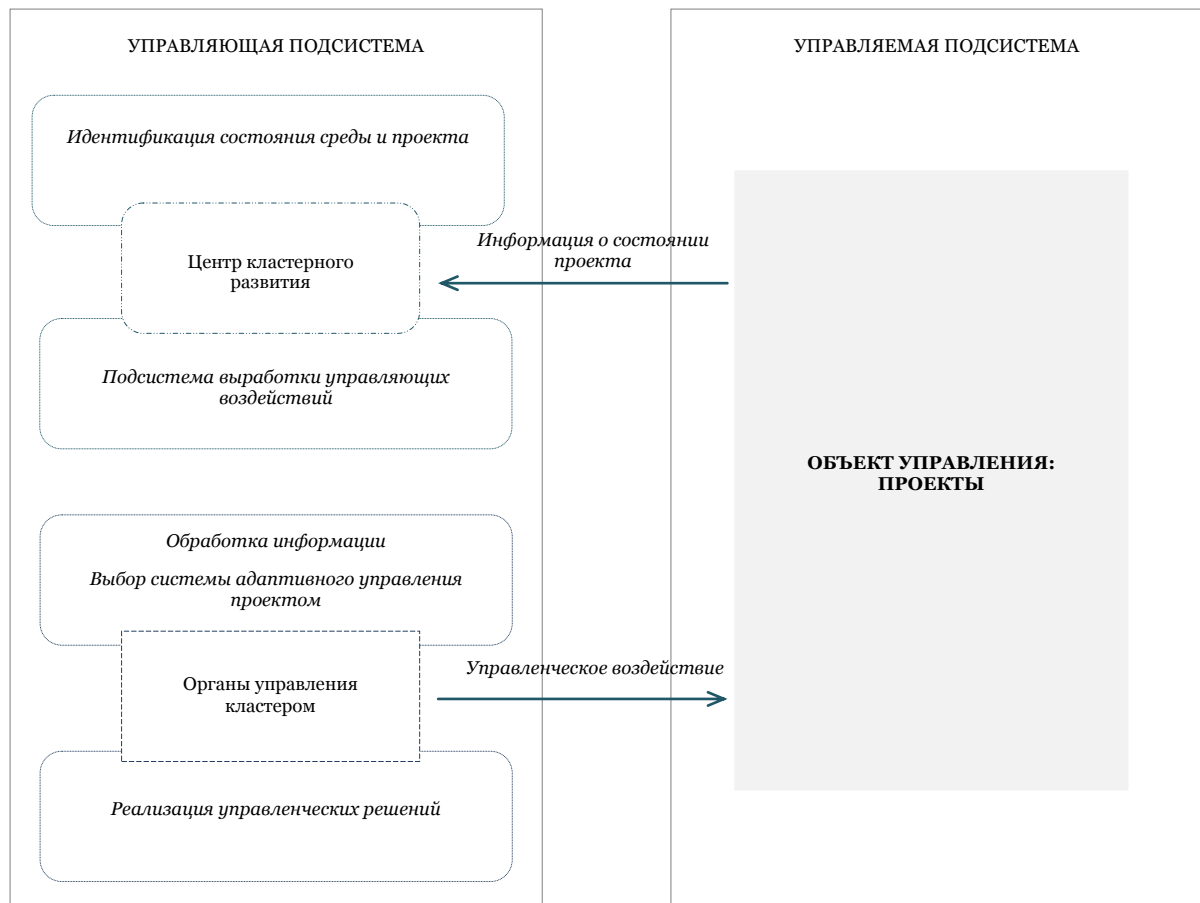 УПРАВЛЯЮЩАЯ ПОДСИСТЕМА
Идентификация состояния среды и проекта
Центр кластерного
развития
Подсистема выработки управляющих
воздействий
Обработка информации
Выбор системы адаптивного управления
проектом
Органы управления
кластером
Реализация управленческих решений
Информация о состоянии
проекта
Управленческое воздействие
УПРАВЛЯЕМАЯ ПОДСИСТЕМА
ОБЪЕКТ УПРАВЛЕНИЯ:
ПРОЕКТЫ